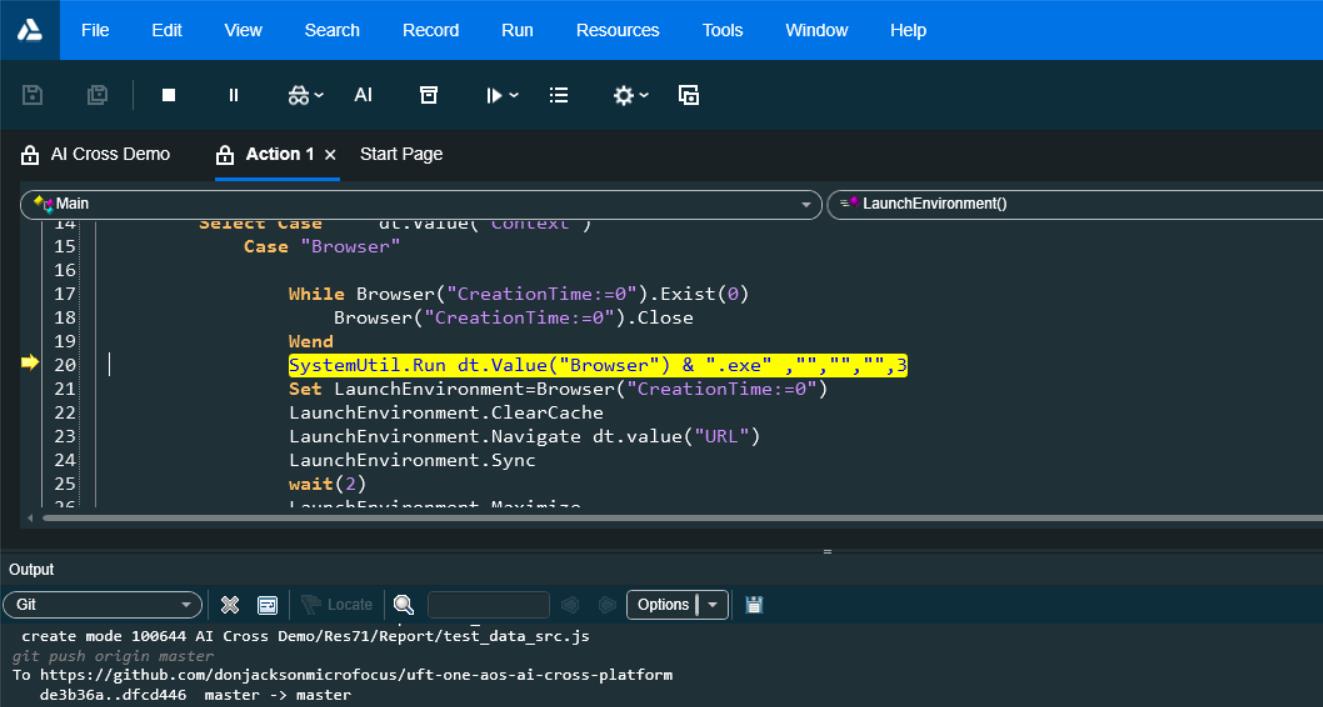 File Edit View Search Record Run Resources Tools Window Help
AI
AI Cross Demo Action 1 × Start Page
Main LaunchEnvironment()
14 Select Case dt.Value("Context")
15 Case "Browser"
16
17 While Browser("CreationTime:=0").Exist(0)
18 Browser("CreationTime:=0").Close
19 Wend
20 SystemUtil.Run dt.Value("Browser") & ".exe" ,"","","",3
21 Set LaunchEnvironment=Browser("CreationTime:=0")
22 LaunchEnvironment.ClearCache
23 LaunchEnvironment.Navigate dt.value("URL")
24 LaunchEnvironment.Sync
25 wait(2)
26 LaunchEnvironment.Maximize
Output
Git Locate Options
create mode 100644 AI Cross Demo/Res71/Report/test_data_src.js
git push origin master
To https://github.com/donjacksonmicrofocus/uft-one-aos-ai-cross-platform
de3b36a..dfcd446 master -> master